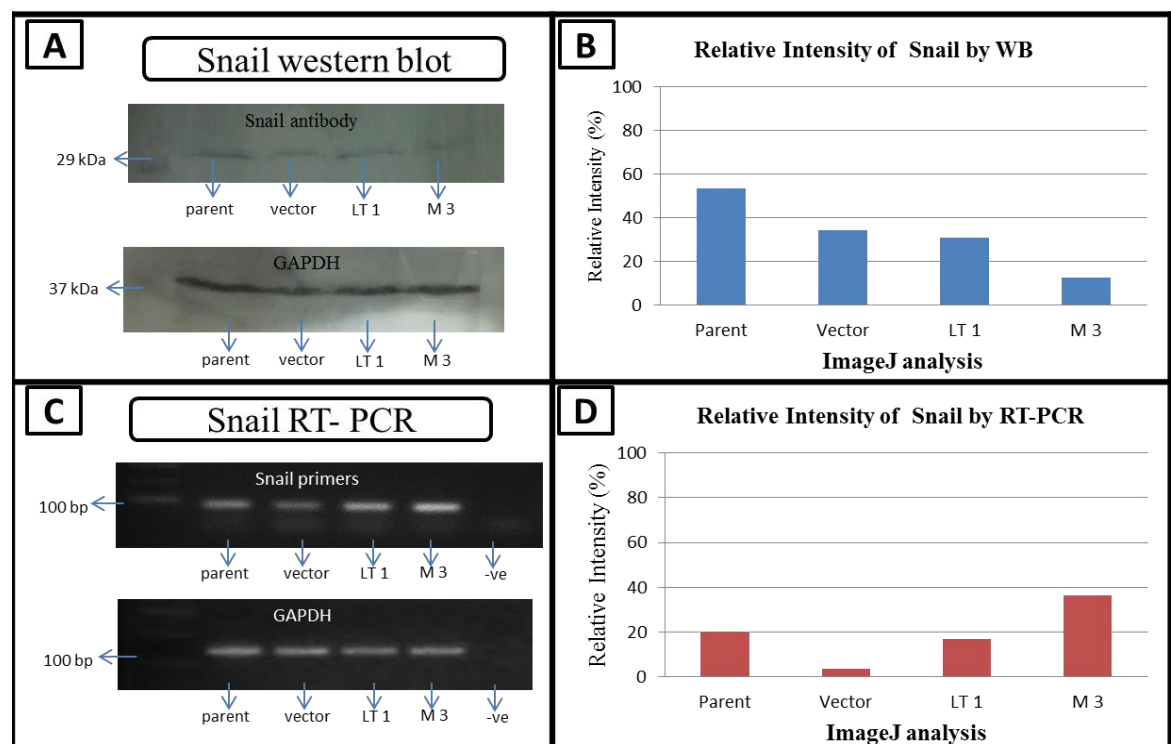 A
Snail western blot
Snail antibody
29 kDa
parent vector LT 1 M 3
GAPDH
37 kDa
parent vector LT 1 M 3
B
Relative Intensity of Snail by WB
Relative Intensity (%)
100
80
60
40
20
0
Parent Vector LT 1 M 3
ImageJ analysis
C
Snail RT- PCR
Snail primers
100 bp
parent vector LT 1 M 3 -ve
GAPDH
100 bp
parent vector LT 1 M 3 -ve
D
Relative Intensity of Snail by RT-PCR
Relative Intensity (%)
100
80
60
40
20
0
Parent Vector LT 1 M 3
ImageJ analysis